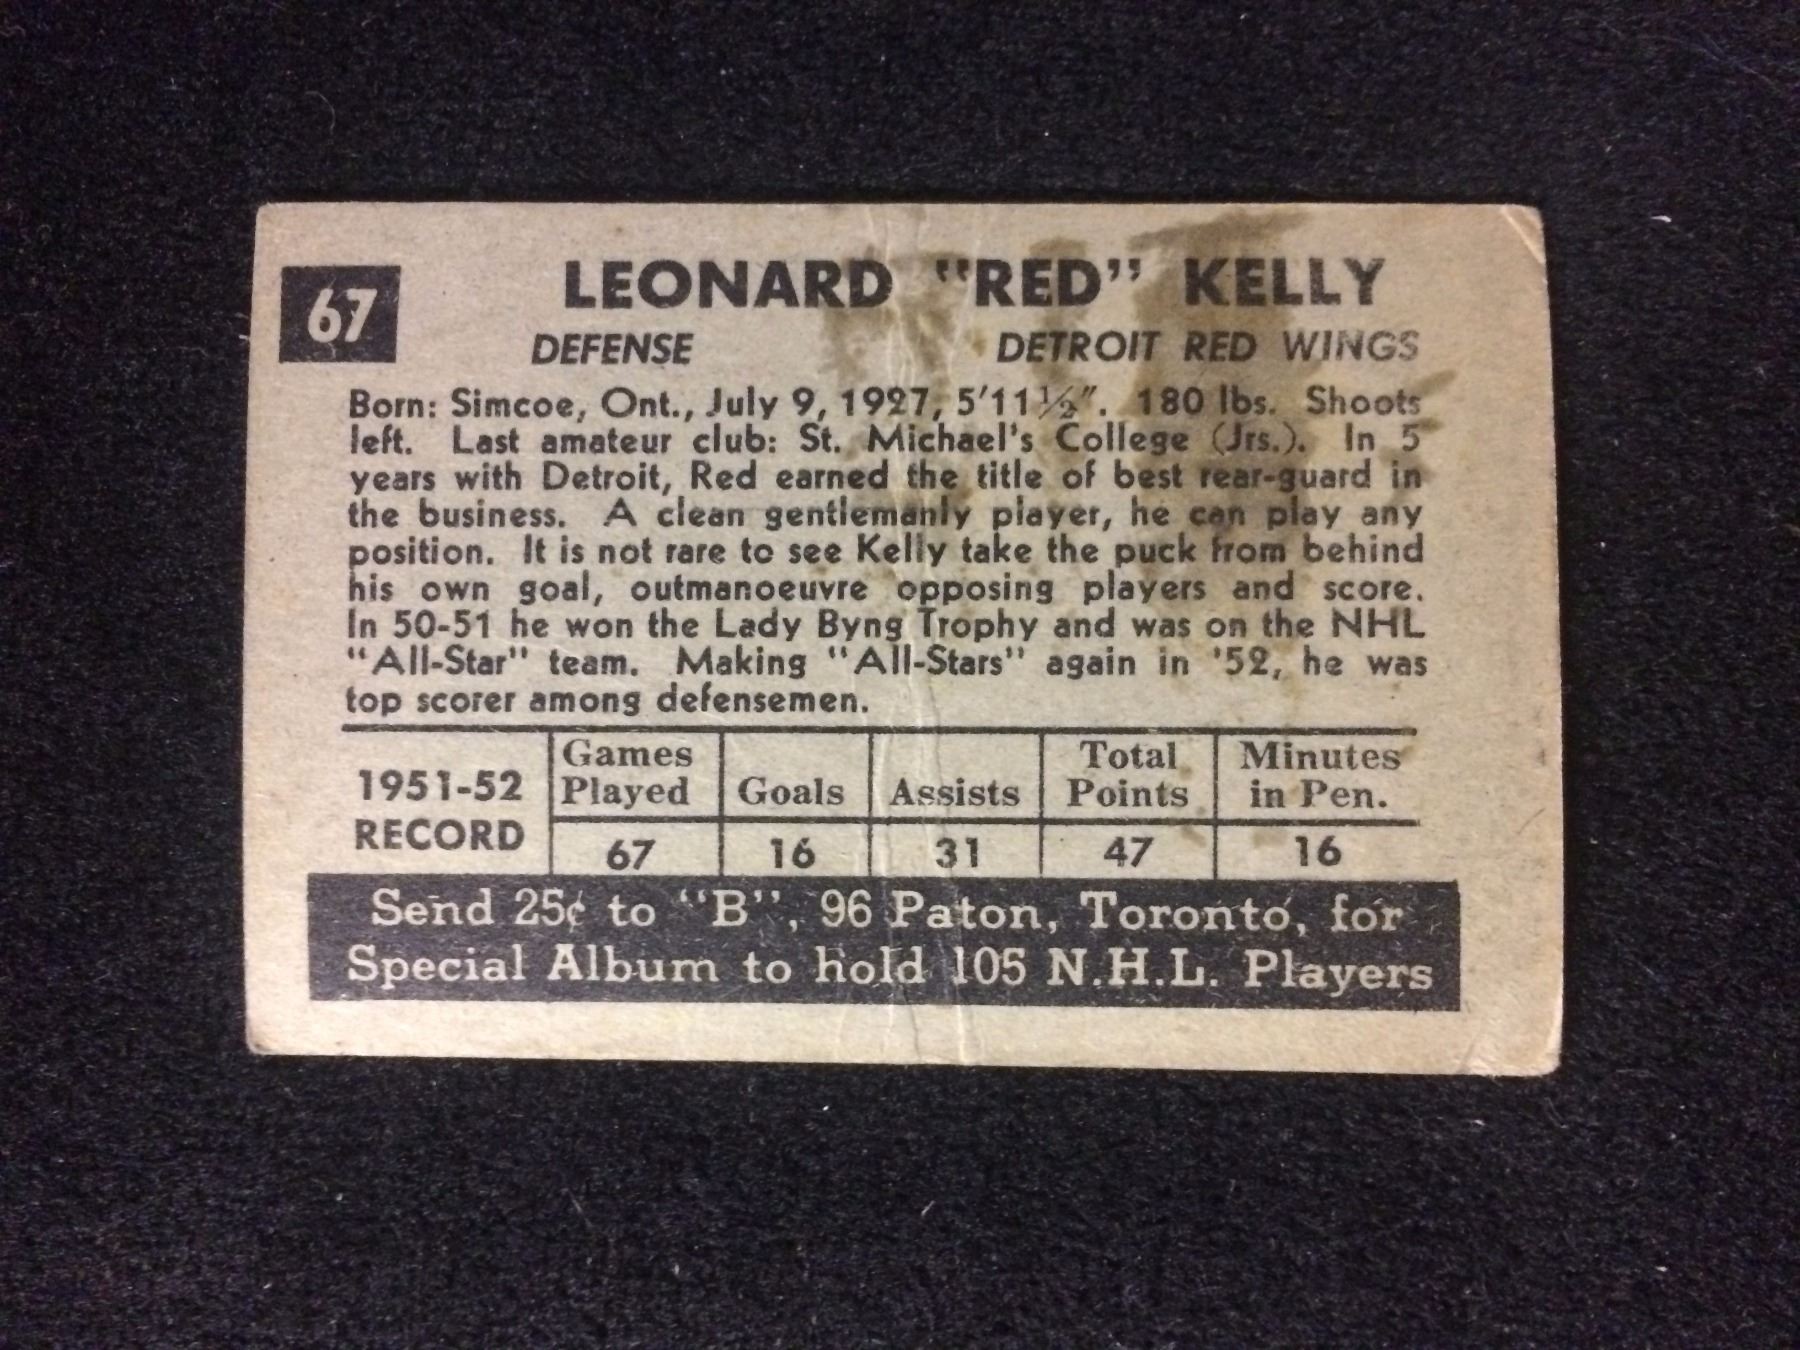 67
LEONARD "RED" KELLY
DEFENSE DETROIT RED WINGS
Born: Simcoe, Ont., July 9, 1927, 5'11½". 180 lbs. Shoots
left. Last amateur club: St. Michael's College (Jrs.). In 5
years with Detroit, Red earned the title of best rear-guard in
the business. A clean gentlemanly player, he can play any
position. It is not rare to see Kelly take the puck from behind
his own goal, outmanoeuvre opposing players and score.
In 50-51 he won the Lady Byng Trophy and was on the NHL
"All-Star" team. Making "All-Stars" again in '52, he was
top scorer among defensemen.
1951-52 RECORD
Games Played Goals Assists Total Points Minutes in Pen.
67 16 31 47 16
Send 25¢ to "B", 96 Paton, Toronto, for
Special Album to hold 105 N.H.L. Players